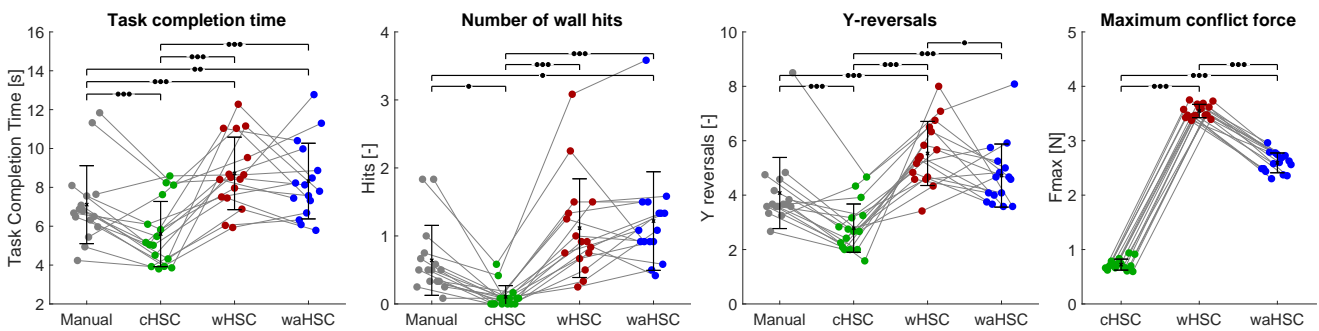 Task completion time
Task Completion Time [s]
16
14
12
10
8
6
4
2
Manual cHSC wHSC waHSC
Number of wall hits
Hits [-]
4
3
2
1
0
Manual cHSC wHSC waHSC
Y-reversals
Y reversals [-]
10
8
6
4
2
0
Manual cHSC wHSC waHSC
Maximum conflict force
Fmax [N]
5
4
3
2
1
0
cHSC wHSC waHSC